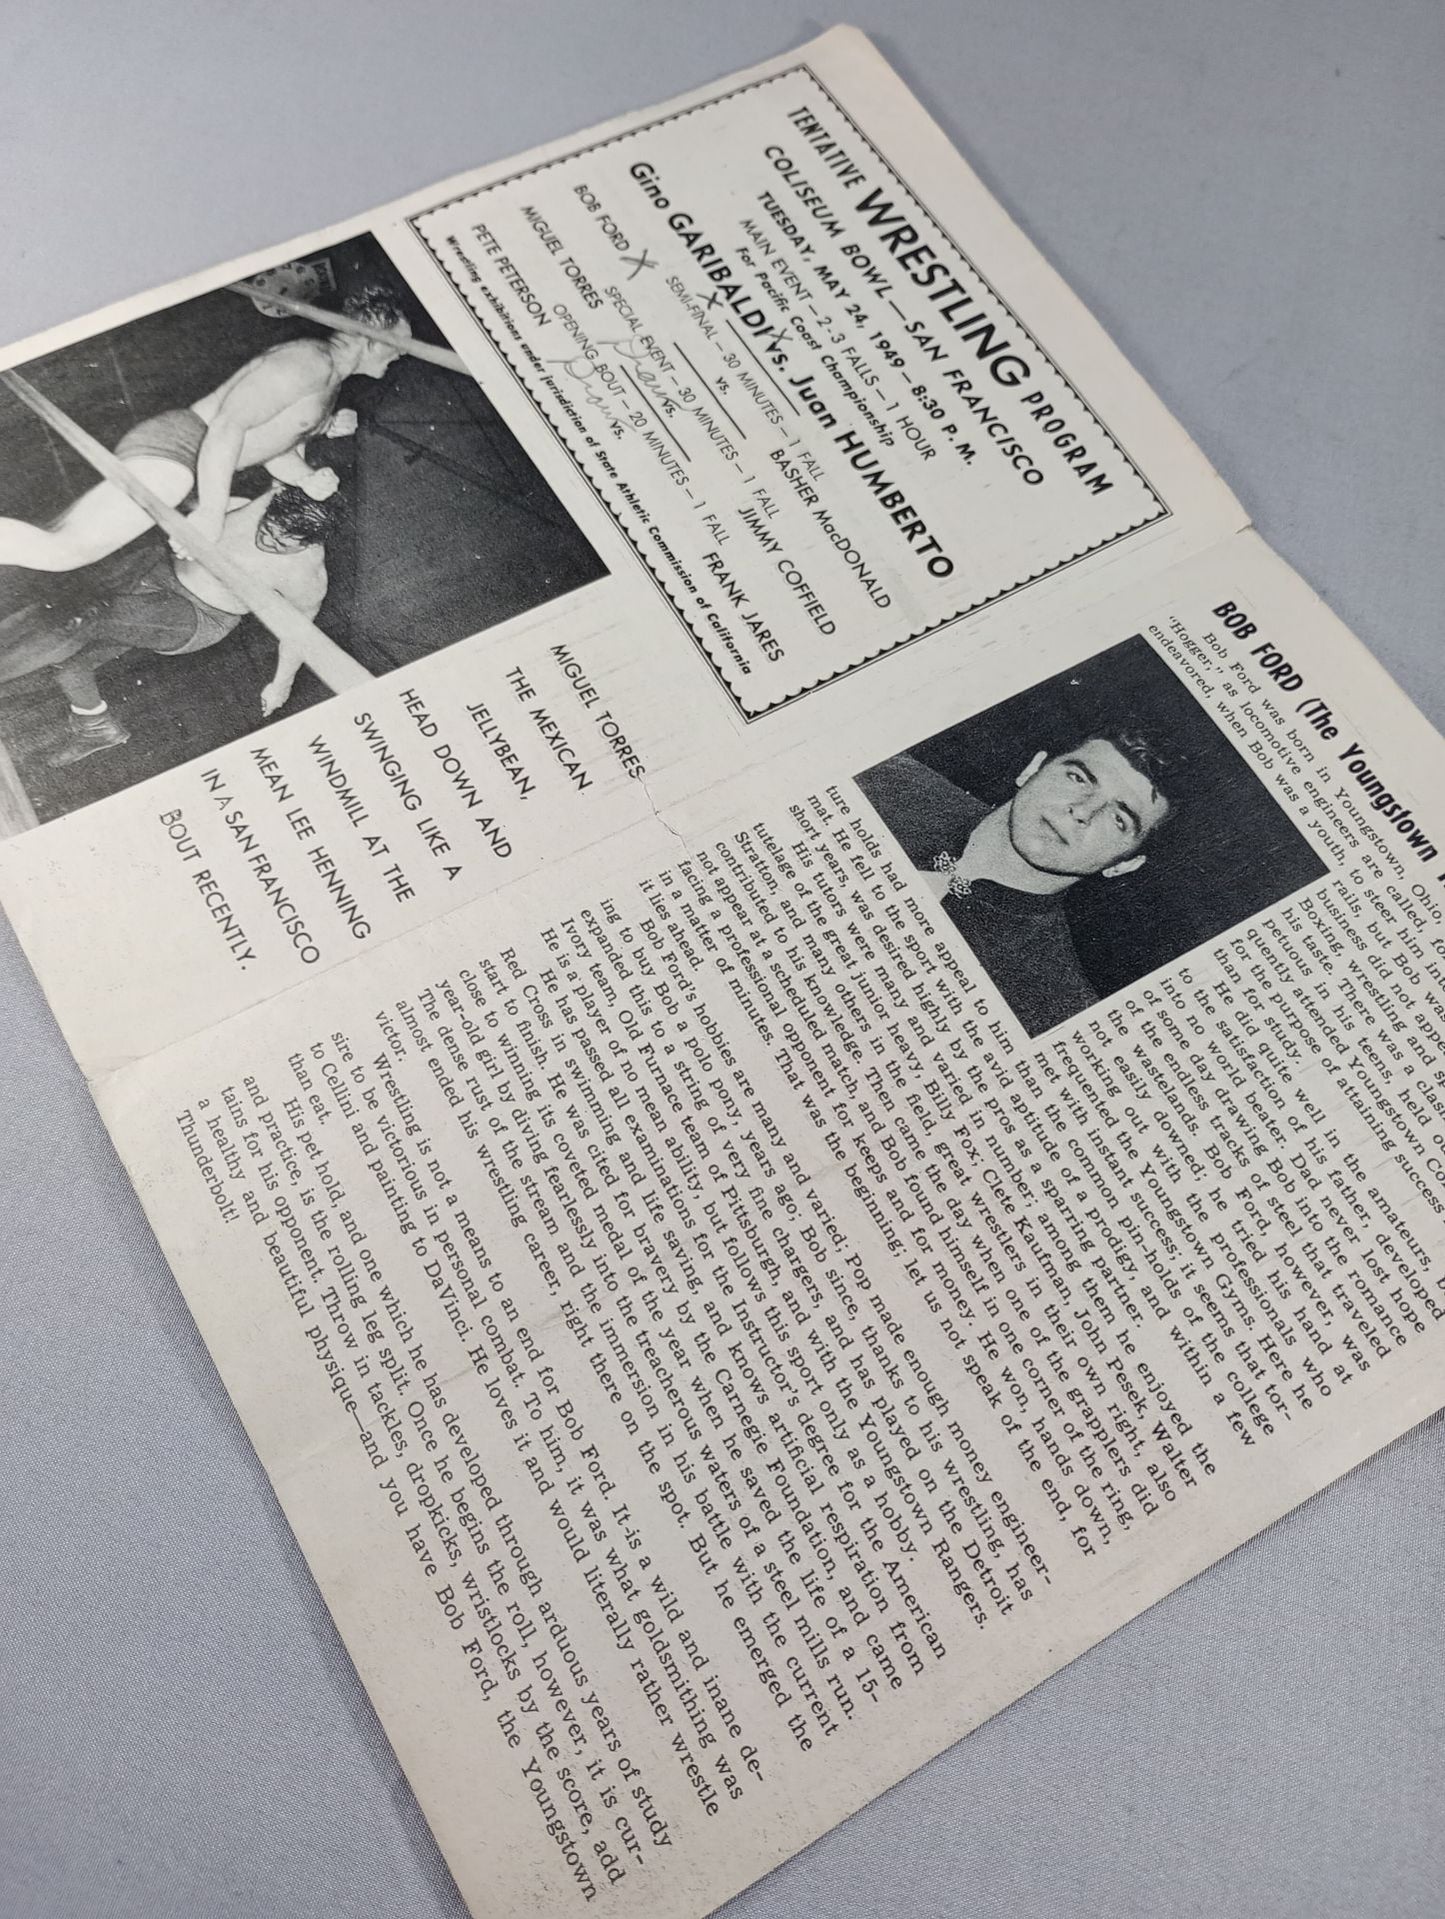 TENTATIVE WRESTLING PROGRAM
COLISEUM BOWL—SAN FRANCISCO
TUESDAY, MAY 24, 1949 — 8:30 P. M.
MAIN EVENT — 2-3 FALLS — 1 HOUR
For Pacific Coast Championship
Gino GARIBALDI X vs. Juan HUMBERTO
X
SEMI-FINAL — 30 MINUTES — 1 FALL
BOB FORD X vs. BASHER MacDONALD
SPECIAL EVENT — 30 MINUTES — 1 FALL
MIGUEL TORRES Draw vs. JIMMY COFFIELD
OPENING BOUT — 20 MINUTES — 1 FALL
PETE PETERSON Draw vs. FRANK JARES
Wrestling exhibitions under jurisdiction of State Athletic Commission of California
MIGUEL TORRES
THE MEXICAN
JELLYBEAN,
HEAD DOWN AND
SWINGING LIKE A
WINDMILL AT THE
MEAN LEE HENNING
IN A SAN FRANCISCO
BOUT RECENTLY.
BOB FORD (The Youngstown
Bob Ford was born in Youngstown, Ohio,
"Hogger," as locomotive engineers are called,
endeavored, when Bob was a youth, to steer him into
rails, but Bob was
business did not
Boxing, wrestling and
his taste. There was a
petuous in his teens, held
quently attended Youngstown
for the purpose of attaining success
than for study.
He did quite well in the amateurs,
to the satisfaction of his father, developed
into no world beater. Dad never lost hope
of some day drawing Bob into the romance
of the endless tracks of steel that traveled
the wastelands. Bob Ford, however, was
not easily downed; he tried his hand at
working out with the professionals who
frequented the Youngstown Gyms. Here he
met with instant success; it seems that tor-
ture holds had more appeal to him than the common pin-holds of the college
mat. He fell to the sport with the avid aptitude of a prodigy, and within a few
short years, was desired highly by the pros as a sparring partner.
His tutors were many and varied in number; among them he enjoyed the
tutelage of the great junior heavy, Billy Fox; Clete Kaufman, John Pesek, Walter
Stratton, and many others in the field, great wrestlers in their own right, also
contributed to his knowledge. Then came the day when one of the grapplers did
not appear at a scheduled match, and Bob found himself in one corner of the ring,
facing a professional opponent for keeps and for money. He won, hands down,
in a matter of minutes. That was the beginning; let us not speak of the end, for
it lies ahead.
Bob Ford's hobbies are many and varied; Pop made enough money engineer-
ing to buy Bob a polo pony, years ago; Bob since, thanks to his wrestling, has
expanded this to a string of very fine chargers, and has played on the Detroit
Ivory team, Old Furnace team of Pittsburgh, and with the Youngstown Rangers.
He is a player of no mean ability, but follows this sport only as a hobby.
He has passed all examinations for the Instructor's degree for the American
Red Cross in swimming and life saving, and knows artificial respiration from
start to finish. He was cited for bravery by the Carnegie Foundation, and came
close to winning its coveted medal of the year when he saved the life of a 15-
year-old girl by diving fearlessly into the treacherous waters of a steel mills run.
The dense rust of the stream and the immersion in his battle with the current
almost ended his wrestling career, right there on the spot. But he emerged the
victor.
Wrestling is not a means to an end for Bob Ford. It is a wild and inane de-
sire to be victorious in personal combat. To him, it was what goldsmithing was
to Cellini and painting to DaVinci. He loves it and would literally rather wrestle
than eat.
His pet hold, and one which he has developed through arduous years of study
and practice, is the rolling leg split. Once he begins the roll, however, it is cur-
tains for his opponent. Throw in tackles, dropkicks, wristlocks by the score, add
a healthy and beautiful physique—and you have Bob Ford, the Youngstown
Thunderbolt!